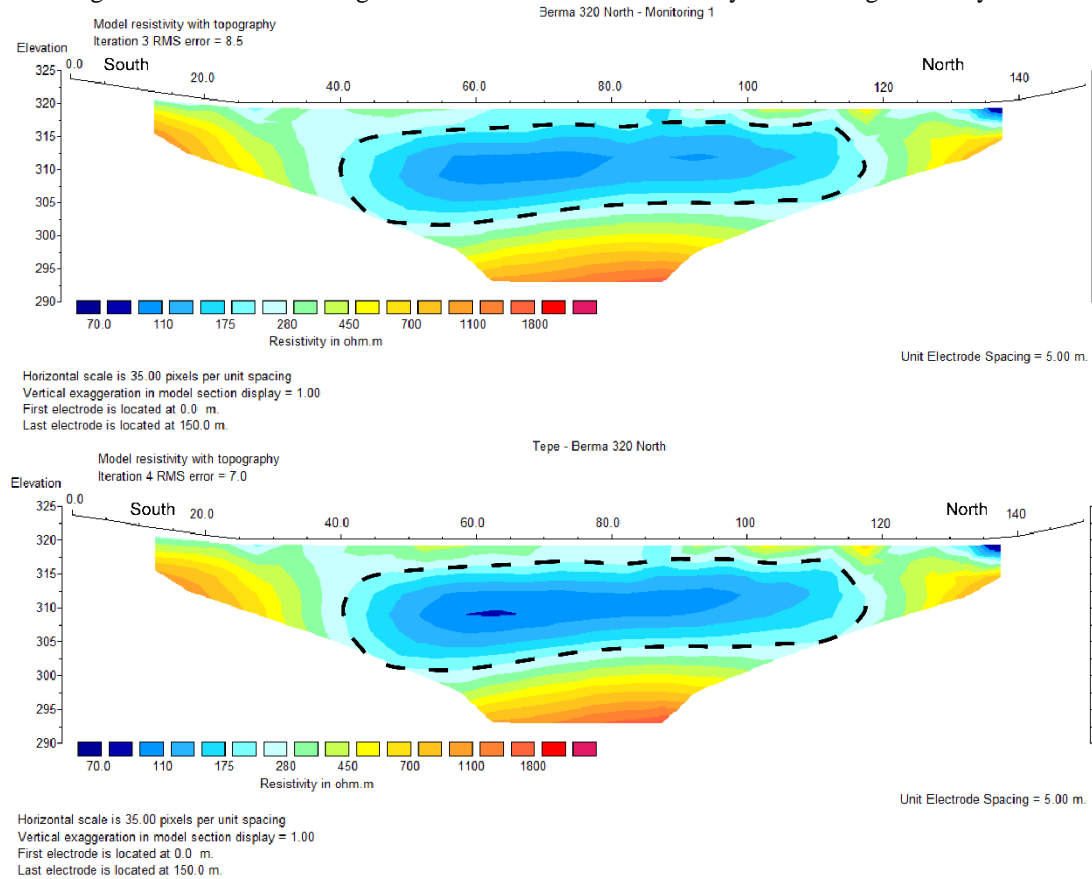 Berma 320 North - Monitoring 1
Model resistivity with topography
Iteration 3 RMS error = 8.5
Elevation
0.0 South 20.0 40.0 60.0 80.0 100 120 North 140
325
320
315
310
305
300
295
290
70.0 110 175 280 450 700 1100 1800
Resistivity in ohm.m
Unit Electrode Spacing = 5.00 m.
Horizontal scale is 35.00 pixels per unit spacing
Vertical exaggeration in model section display = 1.00
First electrode is located at 0.0 m.
Last electrode is located at 150.0 m.
Tepe - Berma 320 North
Model resistivity with topography
Iteration 4 RMS error = 7.0
Elevation
0.0 South 20.0 40.0 60.0 80.0 100 120 North 140
325
320
315
310
305
300
295
290
70.0 110 175 280 450 700 1100 1800
Resistivity in ohm.m
Unit Electrode Spacing = 5.00 m.
Horizontal scale is 35.00 pixels per unit spacing
Vertical exaggeration in model section display = 1.00
First electrode is located at 0.0 m.
Last electrode is located at 150.0 m.